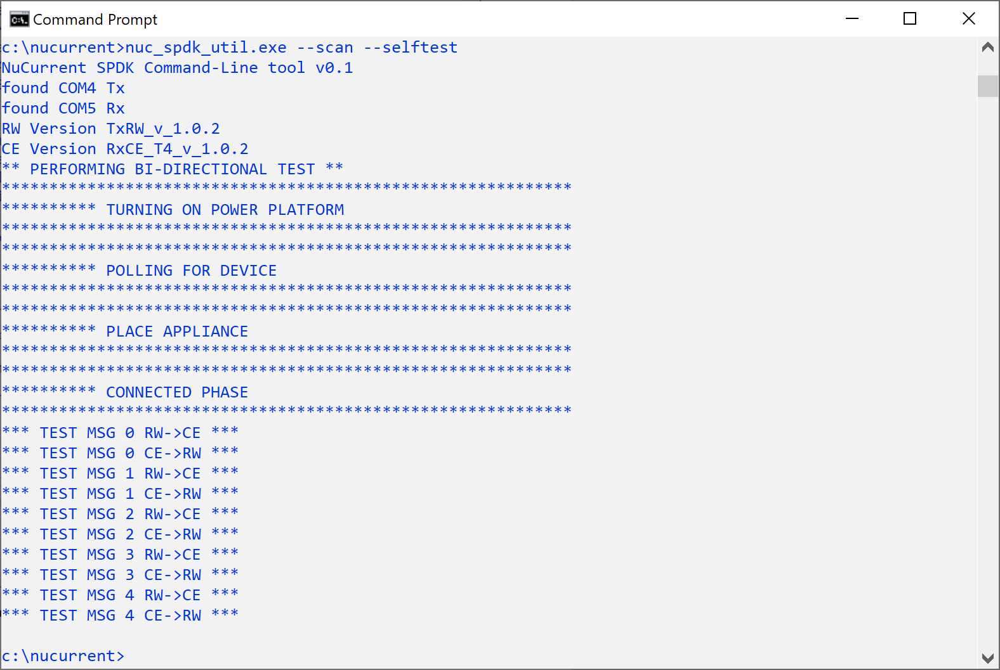 Command Prompt
c:\nucurrent>nuc_spdk_util.exe --scan --selftest
NuCurrent SPDK Command-Line tool v0.1
found COM4 Tx
found COM5 Rx
RW Version TxRW_v_1.0.2
CE Version RxCE_T4_v_1.0.2
** PERFORMING BI-DIRECTIONAL TEST **
************************************************************
********** TURNING ON POWER PLATFORM
************************************************************
************************************************************
********** POLLING FOR DEVICE
************************************************************
************************************************************
********** PLACE APPLIANCE
************************************************************
************************************************************
********** CONNECTED PHASE
************************************************************
*** TEST MSG 0 RW->CE ***
*** TEST MSG 0 CE->RW ***
*** TEST MSG 1 RW->CE ***
*** TEST MSG 1 CE->RW ***
*** TEST MSG 2 RW->CE ***
*** TEST MSG 2 CE->RW ***
*** TEST MSG 3 RW->CE ***
*** TEST MSG 3 CE->RW ***
*** TEST MSG 4 RW->CE ***
*** TEST MSG 4 CE->RW ***
c:\nucurrent>